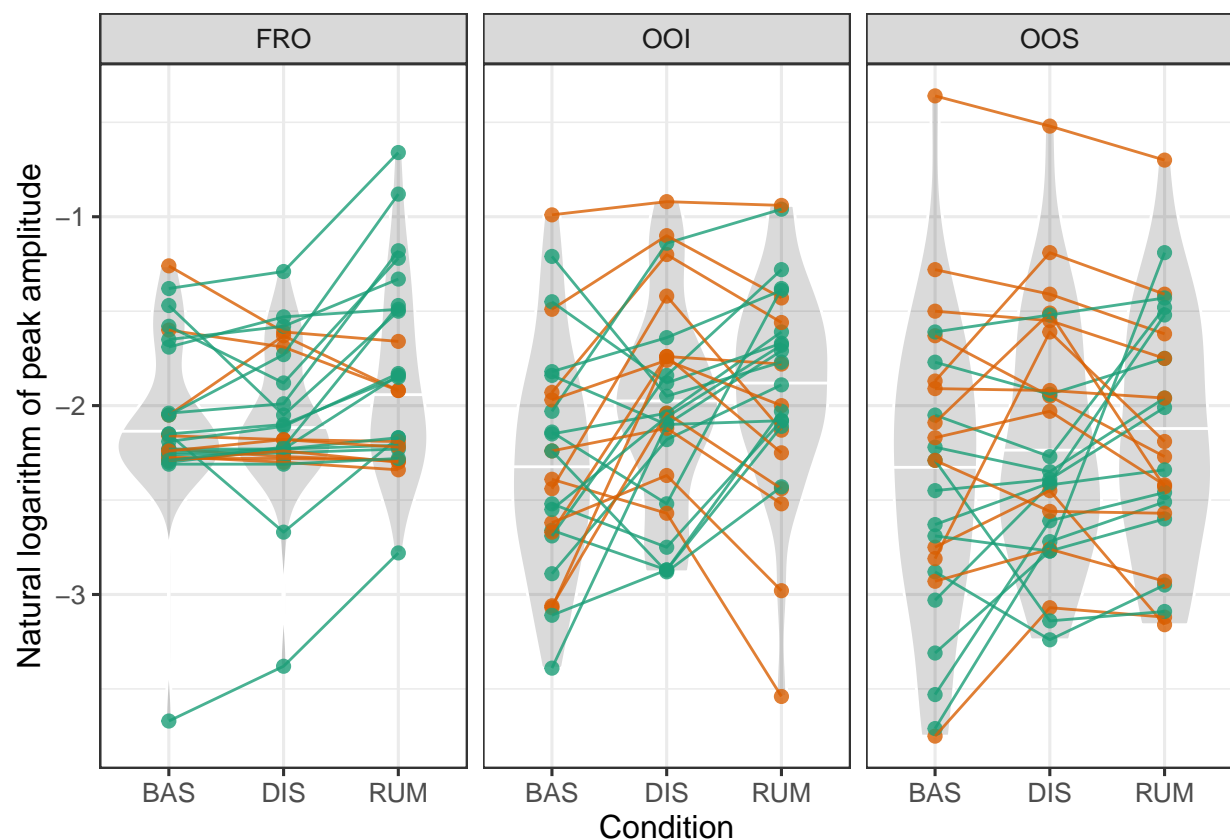 FRO OOI OOS
Natural logarithm of peak amplitude
−1
−2
−3
BAS DIS RUM BAS DIS RUM BAS DIS RUM
Condition